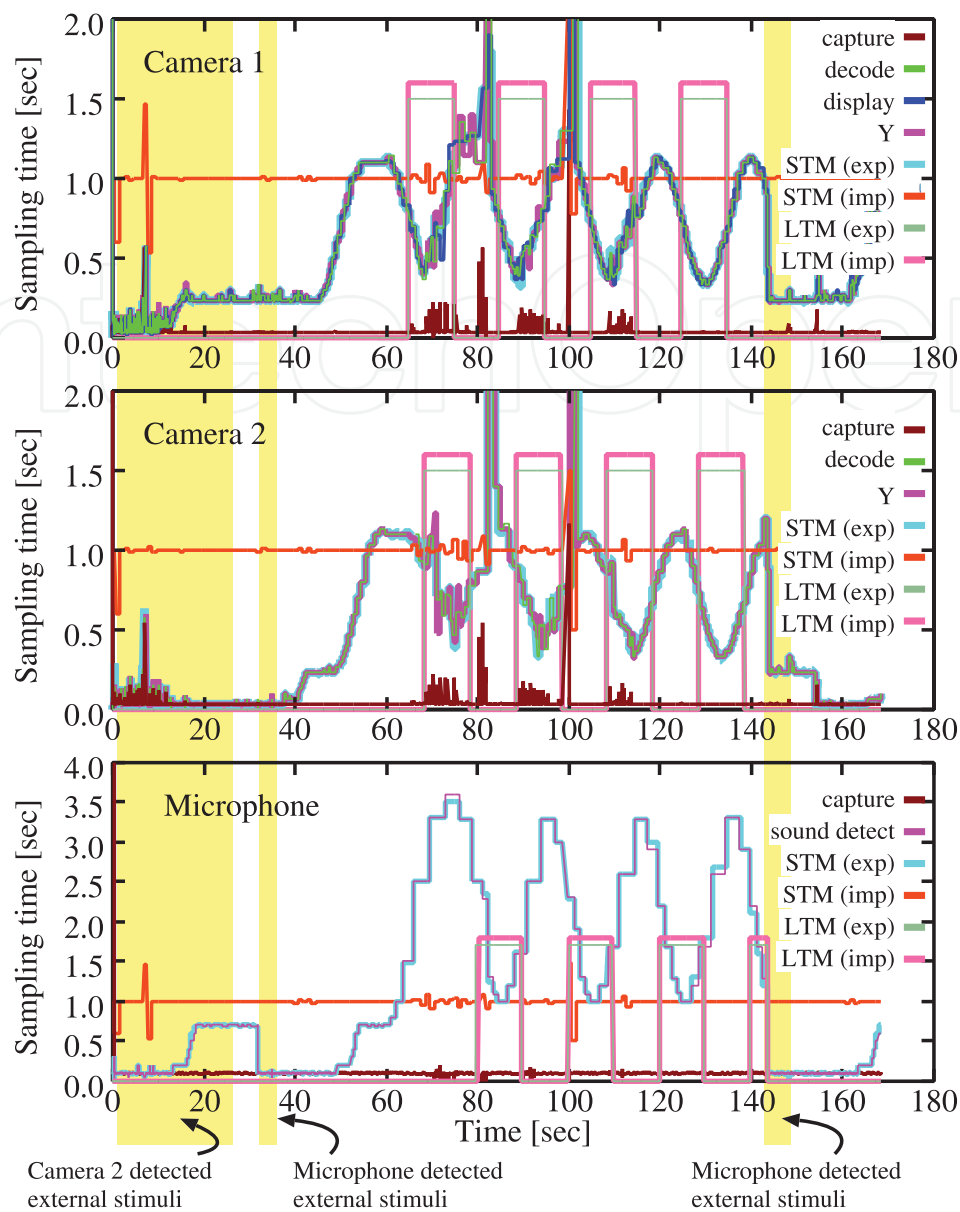 Camera 1
Sampling time [sec]
2.0
1.5
1.0
0.5
0.0
0 20 40 60 80 100 120 140 160 180
capture
decode
display
Y
STM (exp)
STM (imp)
LTM (exp)
LTM (imp)
Camera 2
Sampling time [sec]
2.0
1.5
1.0
0.5
0.0
0 20 40 60 80 100 120 140 160 180
capture
decode
Y
STM (exp)
STM (imp)
LTM (exp)
LTM (imp)
Microphone
Sampling time [sec]
4.0
3.5
3.0
2.5
2.0
1.5
1.0
0.5
0.0
0 20 40 60 80 100 120 140 160 180
capture
sound detect
STM (exp)
STM (imp)
LTM (exp)
LTM (imp)
Time [sec]
Camera 2 detected
external stimuli
Microphone detected
external stimuli
Microphone detected
external stimuli